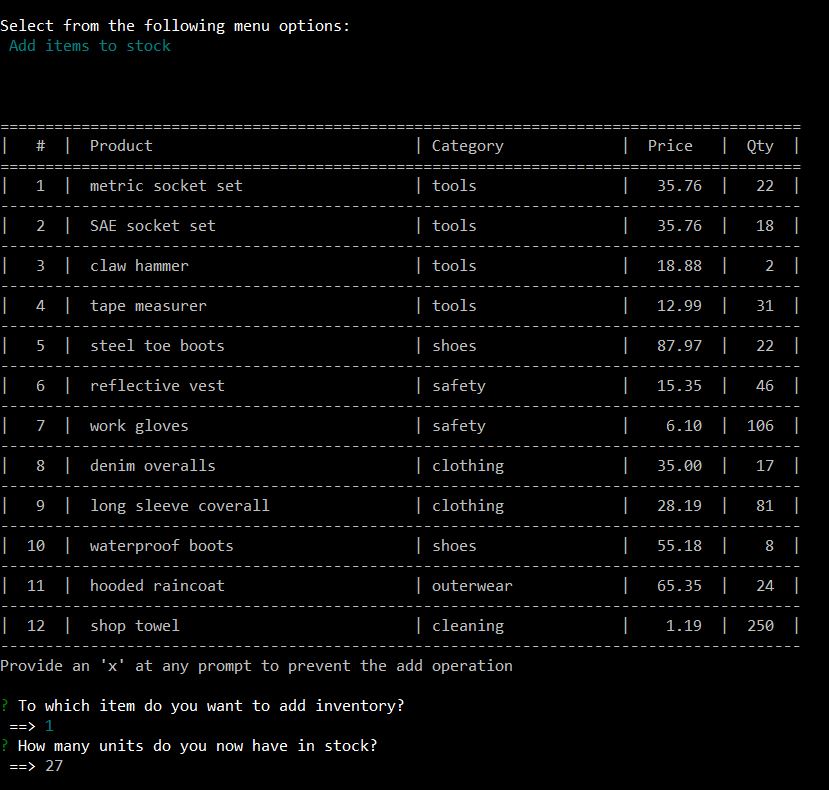 Select from the following menu options:
Add items to stock
================================================================================
| # | Product | Category | Price | Qty |
================================================================================
| 1 | metric socket set | tools | 35.76 | 22 |
--------------------------------------------------------------------------------
| 2 | SAE socket set | tools | 35.76 | 18 |
--------------------------------------------------------------------------------
| 3 | claw hammer | tools | 18.88 | 2 |
--------------------------------------------------------------------------------
| 4 | tape measurer | tools | 12.99 | 31 |
--------------------------------------------------------------------------------
| 5 | steel toe boots | shoes | 87.97 | 22 |
--------------------------------------------------------------------------------
| 6 | reflective vest | safety | 15.35 | 46 |
--------------------------------------------------------------------------------
| 7 | work gloves | safety | 6.10 | 106 |
--------------------------------------------------------------------------------
| 8 | denim overalls | clothing | 35.00 | 17 |
--------------------------------------------------------------------------------
| 9 | long sleeve coverall | clothing | 28.19 | 81 |
--------------------------------------------------------------------------------
| 10 | waterproof boots | shoes | 55.18 | 8 |
--------------------------------------------------------------------------------
| 11 | hooded raincoat | outerwear | 65.35 | 24 |
--------------------------------------------------------------------------------
| 12 | shop towel | cleaning | 1.19 | 250 |
--------------------------------------------------------------------------------
Provide an 'x' at any prompt to prevent the add operation
? To which item do you want to add inventory?
==> 1
? How many units do you now have in stock?
==> 27